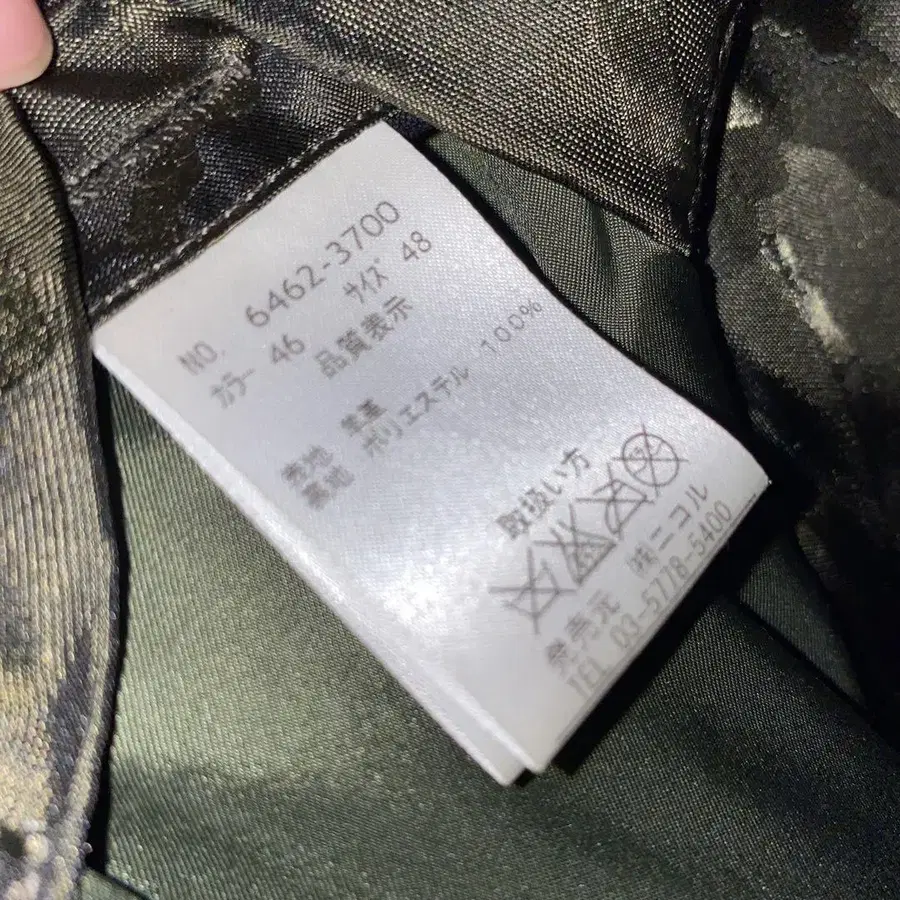 NO. 6462-3700
カラー 46 サイズ 48
品質表示
表地 羊革
裏地 ポリエステル 100%
取扱い方
発売元 ㈱ニコル
TEL 03-5778-5400